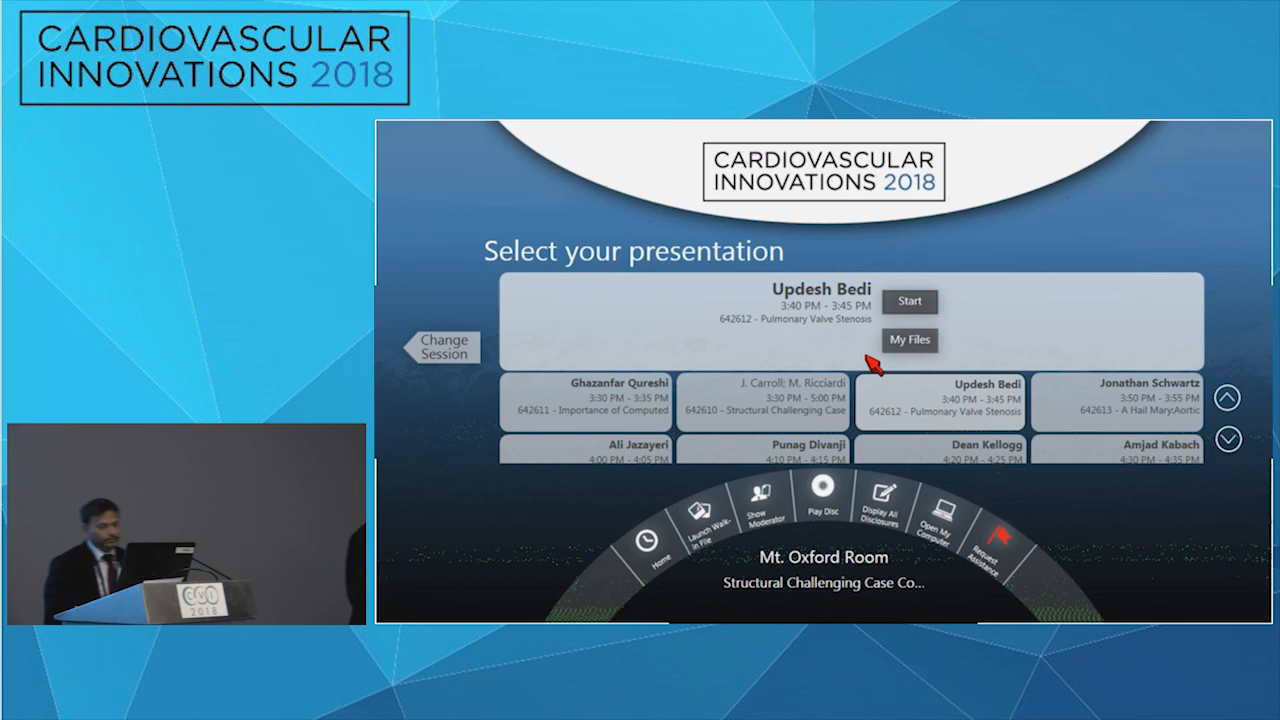 CARDIOVASCULAR
INNOVATIONS 2018
CARDIOVASCULAR
INNOVATIONS 2018
Select your presentation
Updesh Bedi
3:40 PM - 3:45 PM
642612 - Pulmonary Valve Stenosis
Start
My Files
Change
Session
Ghazanfar Qureshi
3:30 PM - 3:35 PM
642611 - Importance of Computed
J. Carroll; M. Ricciardi
3:30 PM - 5:00 PM
642610 - Structural Challenging Case
Updesh Bedi
3:40 PM - 3:45 PM
642612 - Pulmonary Valve Stenosis
Jonathan Schwartz
3:50 PM - 3:55 PM
642613 - A Hail Mary:Aortic
Ali Jazayeri
4:00 PM - 4:05 PM
Punag Divanji
4:10 PM - 4:15 PM
Dean Kellogg
4:20 PM - 4:25 PM
Amjad Kabach
4:30 PM - 4:35 PM
Home
Launch Walk-
in File
Show
Moderator
Play Disc
Display All
Disclosures
Open My
Computer
Request
Assistance
Mt. Oxford Room
Structural Challenging Case Co...
CVI
2018